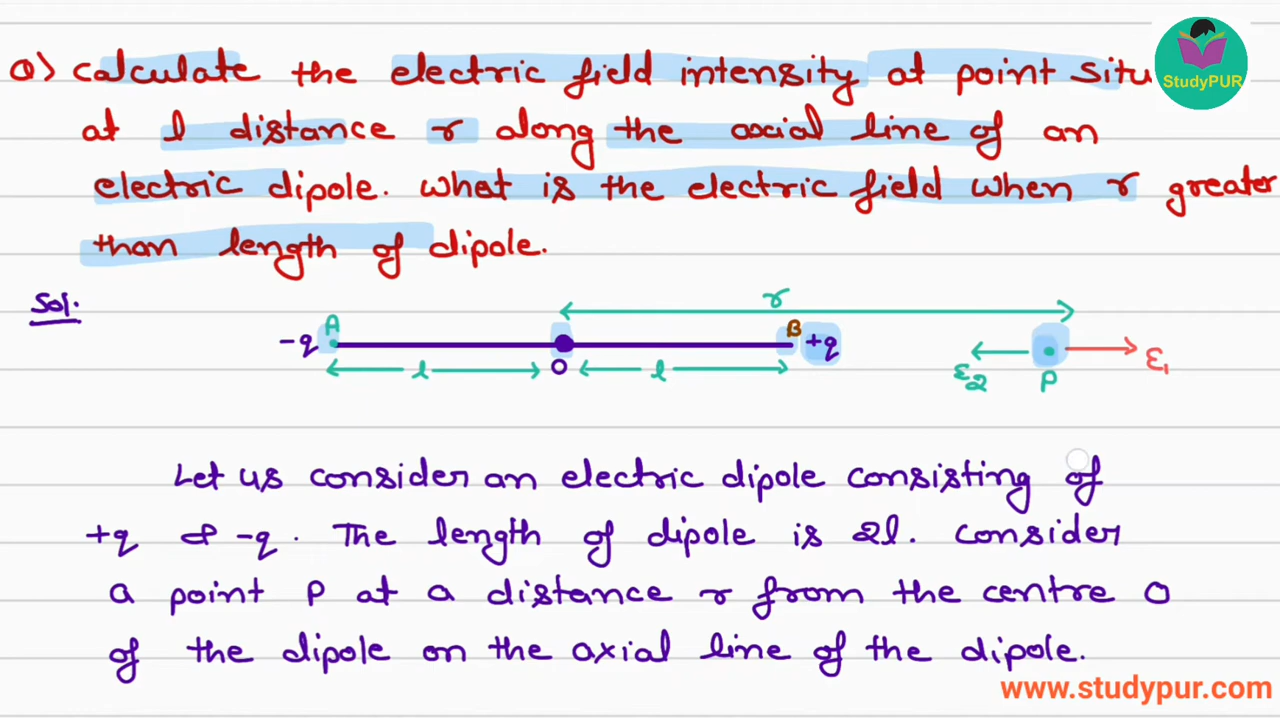 Q) Calculate the electric field intensity at point situ
StudyPUR
at l distance r along the axial line of an
electric dipole. What is the electric field when r greater
than length of dipole.
Sol.
r
-q A B +q
l O l E2 P E1
Let us consider an electric dipole consisting of
+q & -q. The length of dipole is 2l. Consider
a point P at a distance r from the centre O
of the dipole on the axial line of the dipole.
www.studypur.com